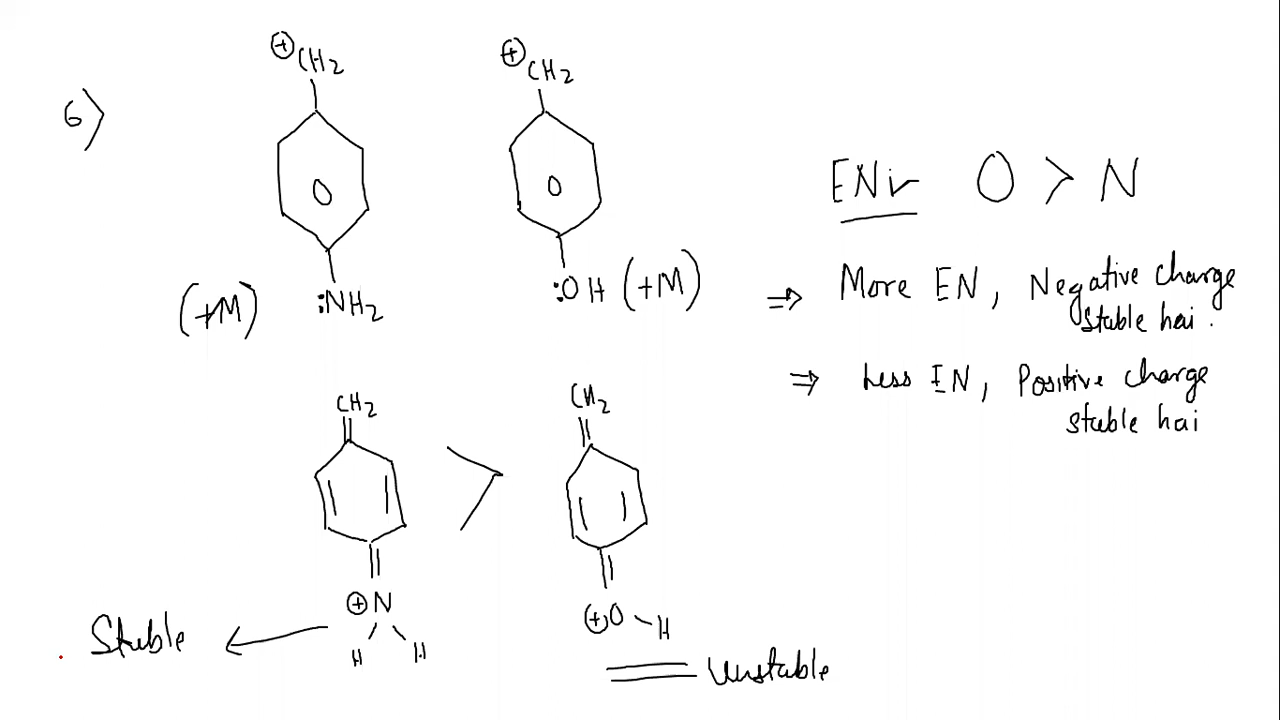 6)
⊕CH2
⊕CH2
(+M) :NH2
:OH (+M)
ENv O > N
⇒ More EN, Negative charge
stable hai.
⇒ Less EN, Positive charge
stable hai
CH2
CH2
>
⊕N
H H
⊕O H
Stable
Unstable